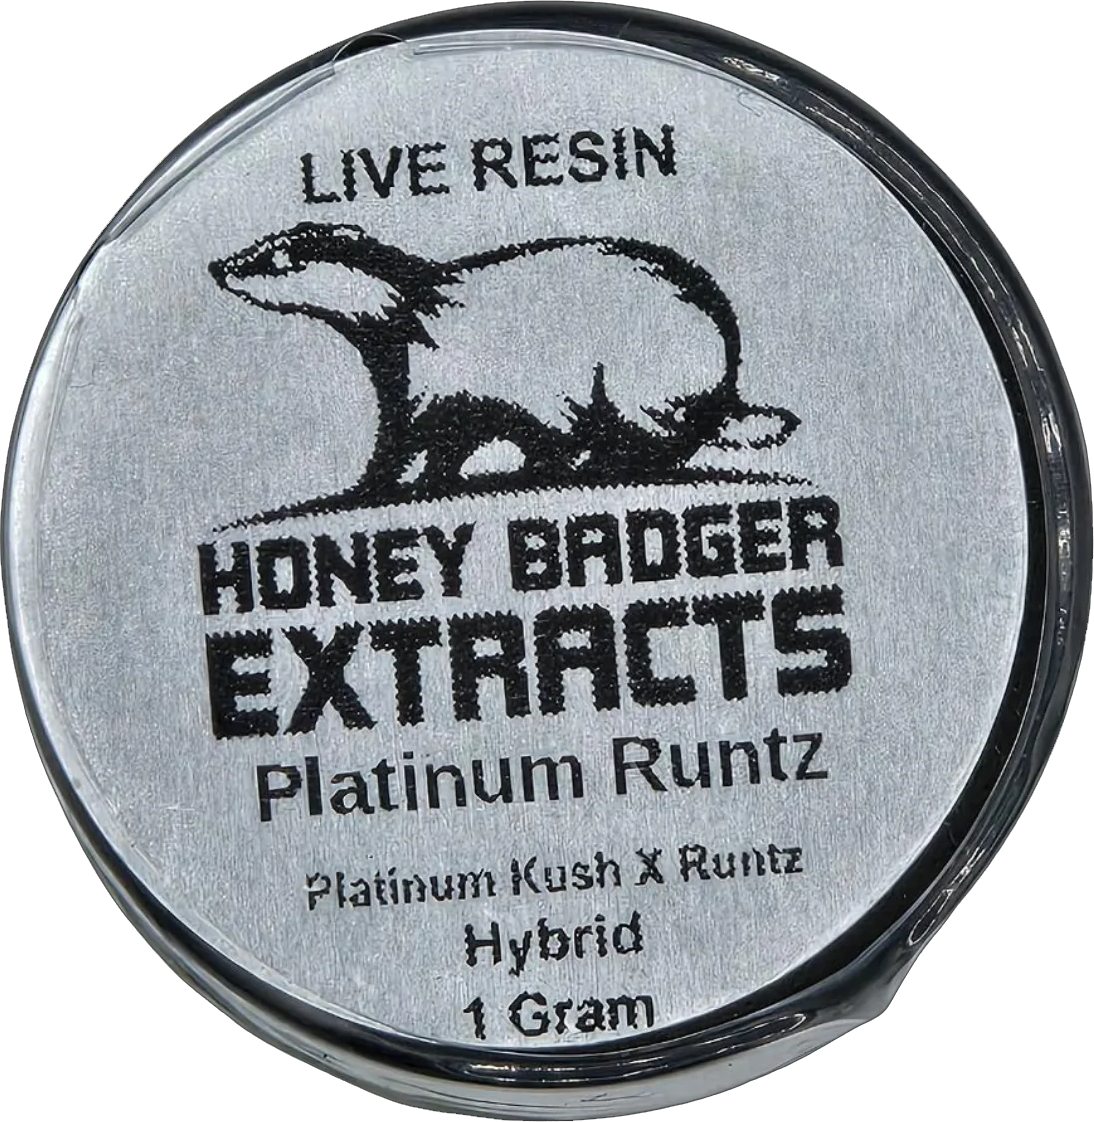 LIVE RESIN
HONEY BADGER
EXTRACTS
Platinum Runtz
Platinum Kush X Runtz
Hybrid
1 Gram